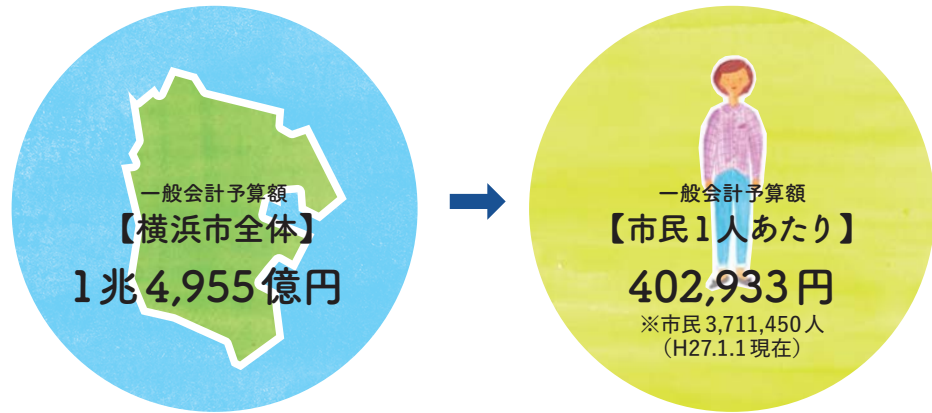 一般会計予算額
【横浜市全体】
1兆4,955億円
一般会計予算額
【市民1人あたり】
402,933円
※市民3,711,450人
（H27.1.1現在）